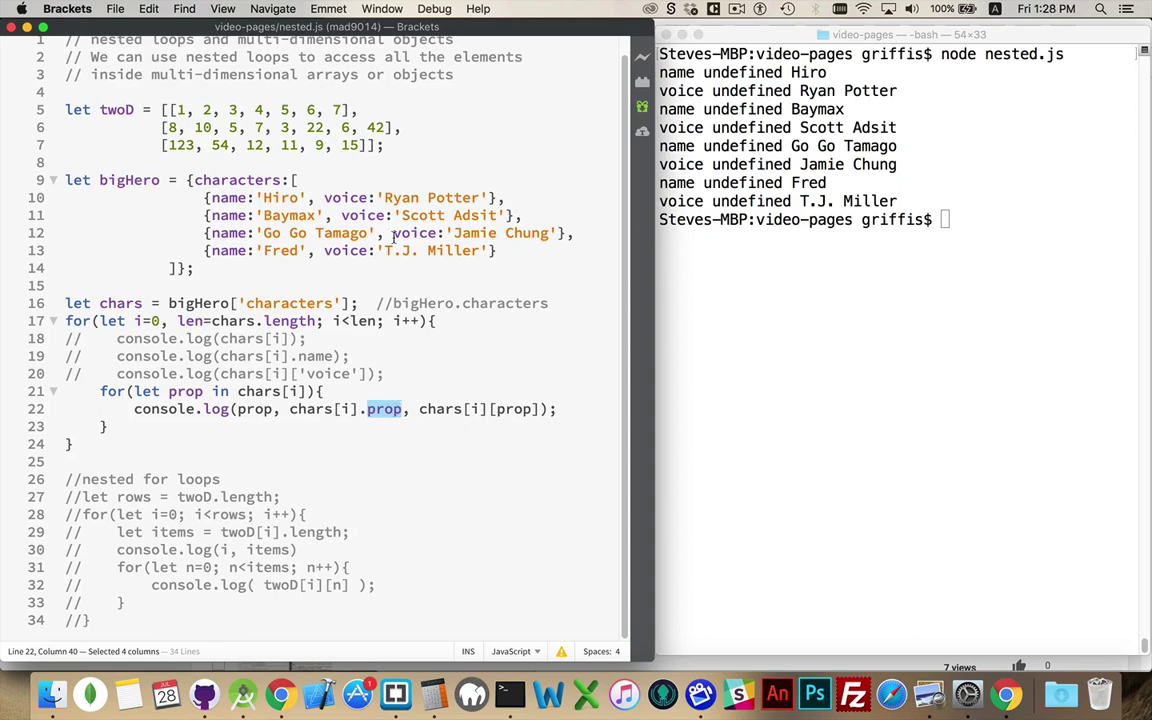 Brackets File Edit Find View Navigate Emmet Window Debug Help 100% A Fri 1:28 PM
video-pages/nested.js (mad9014) — Brackets
1 // nested loops and multi-dimensional objects
2 // We can use nested loops to access all the elements
3 // inside multi-dimensional arrays or objects
4
5 let twoD = [[1, 2, 3, 4, 5, 6, 7],
6 [8, 10, 5, 7, 3, 22, 6, 42],
7 [123, 54, 12, 11, 9, 15]];
8
9 let bigHero = {characters:[
10 {name:'Hiro', voice:'Ryan Potter'},
11 {name:'Baymax', voice:'Scott Adsit'},
12 {name:'Go Go Tamago', voice:'Jamie Chung'},
13 {name:'Fred', voice:'T.J. Miller'}
14 ]};
15
16 let chars = bigHero['characters']; //bigHero.characters
17 for(let i=0, len=chars.length; i<len; i++){
18 // console.log(chars[i]);
19 // console.log(chars[i].name);
20 // console.log(chars[i]['voice']);
21 for(let prop in chars[i]){
22 console.log(prop, chars[i].prop, chars[i][prop]);
23 }
24 }
25
26 //nested for loops
27 //let rows = twoD.length;
28 //for(let i=0; i<rows; i++){
29 // let items = twoD[i].length;
30 // console.log(i, items)
31 // for(let n=0; n<items; n++){
32 // console.log( twoD[i][n] );
33 // }
34 //}
Line 22, Column 40 — Selected 4 columns — 34 Lines INS JavaScript Spaces: 4
video-pages — -bash — 54×33
Steves-MBP:video-pages griffis$ node nested.js
name undefined Hiro
voice undefined Ryan Potter
name undefined Baymax
voice undefined Scott Adsit
name undefined Go Go Tamago
voice undefined Jamie Chung
name undefined Fred
voice undefined T.J. Miller
Steves-MBP:video-pages griffis$
7 views 0
JUL
28
1
An Ps Fz